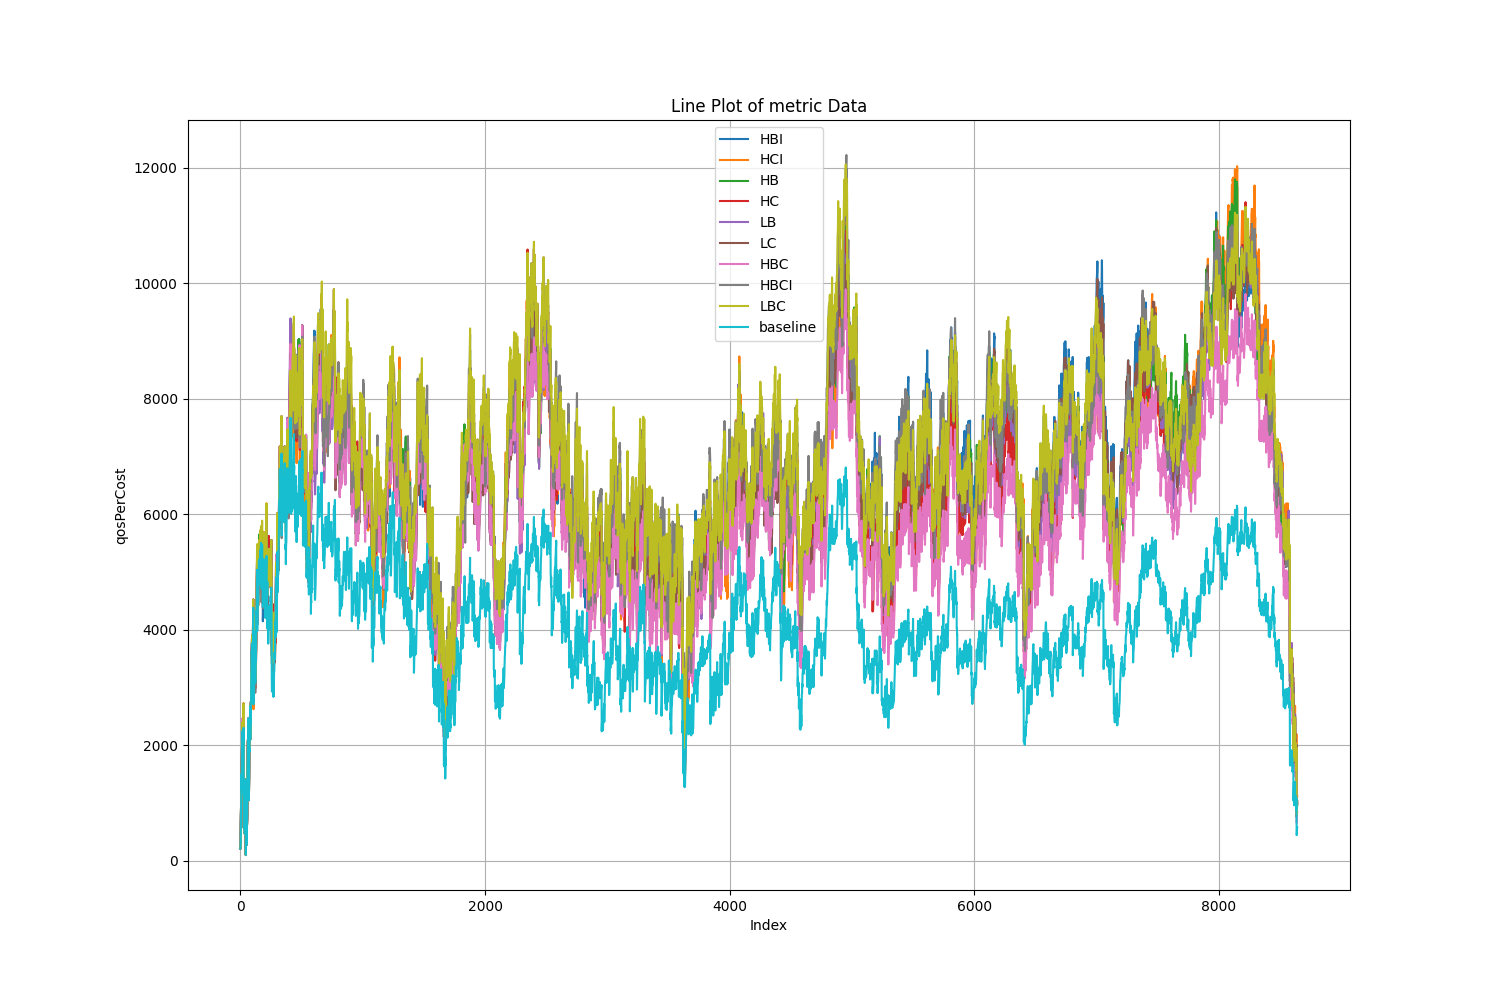 Line Plot of metric Data
HBI
HCI
HB
HC
LB
LC
HBC
HBCI
LBC
baseline
12000
10000
8000
6000
4000
2000
0
qosPerCost
0 2000 4000 6000 8000
Index